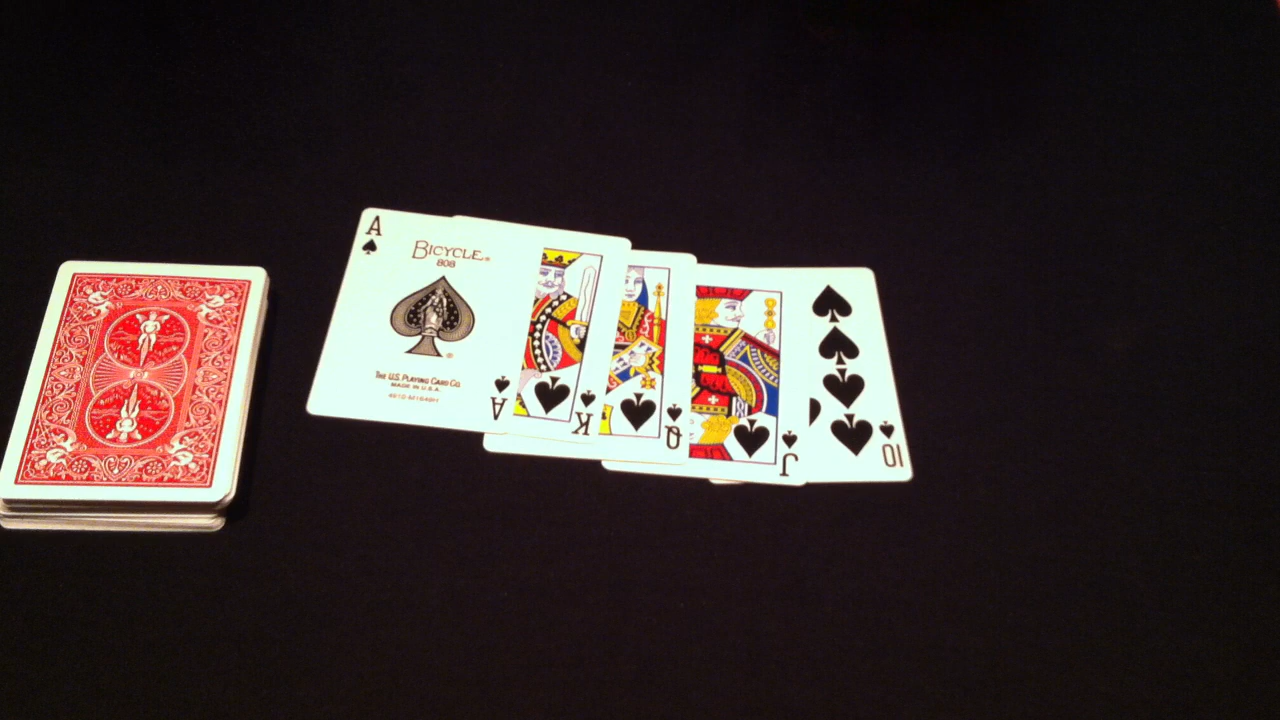 A
BICYCLE®
808
THE U.S. PLAYING CARD CO.
MADE IN U.S.A.
A
K
Q
J
10